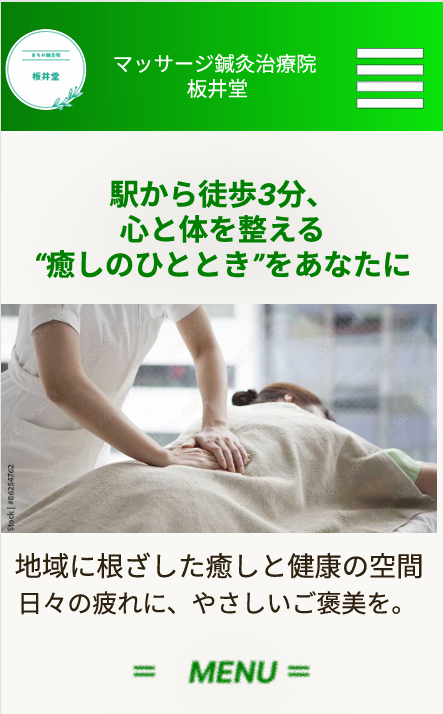 まちの鍼灸院
板井堂
マッサージ鍼灸治療院
板井堂
駅から徒歩3分、
心と体を整える
“癒しのひととき”をあなたに
Stock | #86254762
地域に根ざした癒しと健康の空間
日々の疲れに、やさしいご褒美を。
= MENU =